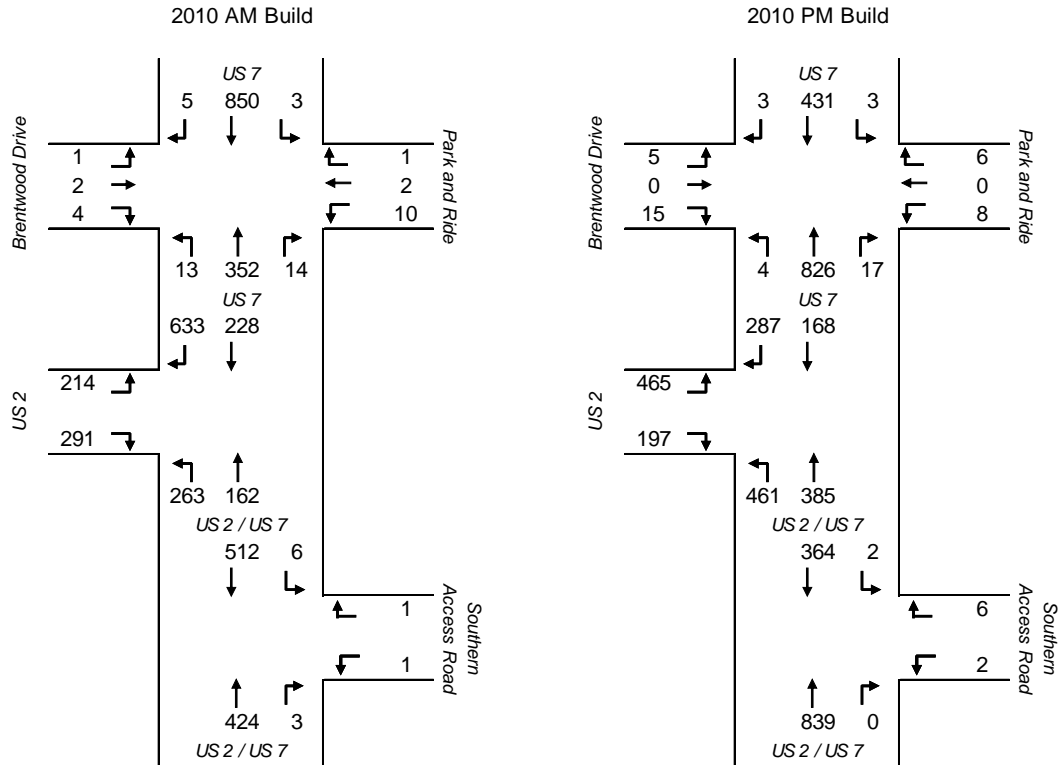 2010 AM Build
US 7
5 850 3
Brentwood Drive
1
2
4
1
2
10
Park and Ride
13 352 14
US 7
633 228
US 2
214
291
263 162
US 2 / US 7
512 6
1
1
Southern
Access Road
424 3
US 2 / US 7
2010 PM Build
US 7
3 431 3
Brentwood Drive
5
0
15
6
0
8
Park and Ride
4 826 17
US 7
287 168
US 2
465
197
461 385
US 2 / US 7
364 2
6
2
Southern
Access Road
839 0
US 2 / US 7